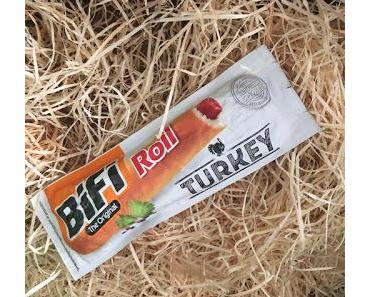 BiFi
The Original
Roll
TURKEY